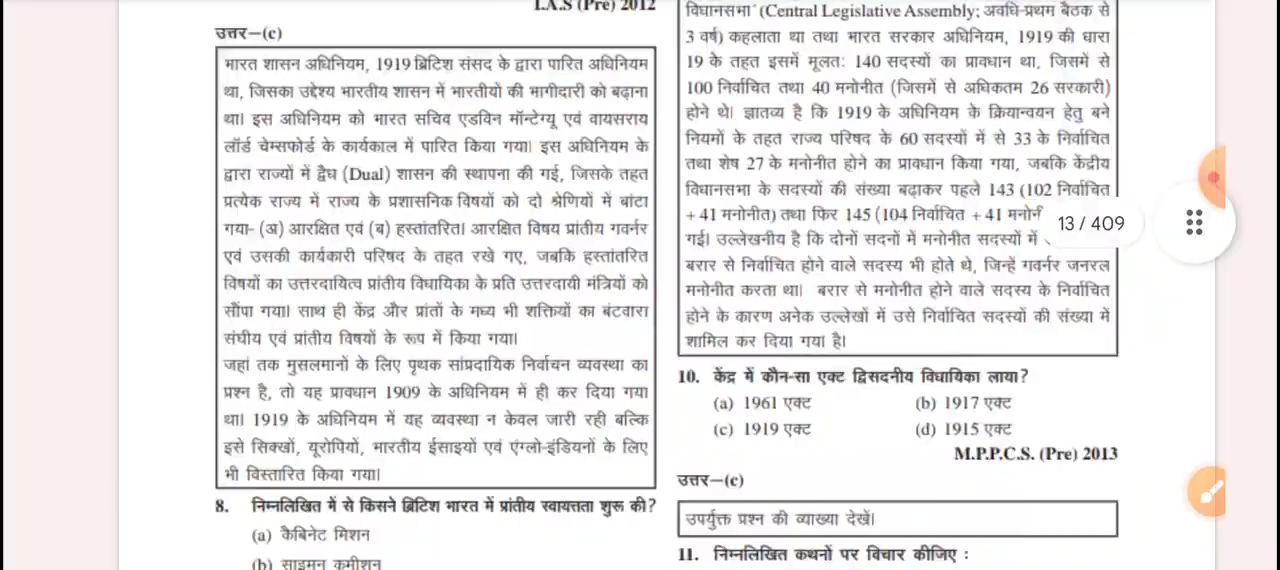 I.A.S (Pre) 2012
उत्तर—(c)
भारत शासन अधिनियम, 1919 ब्रिटिश संसद के द्वारा पारित अधिनियम
था, जिसका उद्देश्य भारतीय शासन में भारतीयों की भागीदारी को बढ़ाना
था। इस अधिनियम को भारत सचिव एडविन मॉन्टेग्यू एवं वायसराय
लॉर्ड चेम्सफोर्ड के कार्यकाल में पारित किया गया। इस अधिनियम के
द्वारा राज्यों में द्वैध (Dual) शासन की स्थापना की गई, जिसके तहत
प्रत्येक राज्य में राज्य के प्रशासनिक विषयों को दो श्रेणियों में बांटा
गया- (अ) आरक्षित एवं (ब) हस्तांतरित। आरक्षित विषय प्रांतीय गवर्नर
एवं उसकी कार्यकारी परिषद के तहत रखे गए, जबकि हस्तांतरित
विषयों का उत्तरदायित्व प्रांतीय विधायिका के प्रति उत्तरदायी मंत्रियों को
सौंपा गया। साथ ही केंद्र और प्रांतों के मध्य भी शक्तियों का बंटवारा
संघीय एवं प्रांतीय विषयों के रूप में किया गया।
जहां तक मुसलमानों के लिए पृथक सांप्रदायिक निर्वाचन व्यवस्था का
प्रश्न है, तो यह प्रावधान 1909 के अधिनियम में ही कर दिया गया
था। 1919 के अधिनियम में यह व्यवस्था न केवल जारी रही बल्कि
इसे सिक्खों, यूरोपियों, भारतीय ईसाइयों एवं एंग्लो-इंडियनों के लिए
भी विस्तारित किया गया।
8. निम्नलिखित में से किसने ब्रिटिश भारत में प्रांतीय स्वायत्तता शुरू की?
(a) कैबिनेट मिशन
(b) साइमन कमीशन
विधानसभा' (Central Legislative Assembly; अवधि-प्रथम बैठक से
3 वर्ष) कहलाता था तथा भारत सरकार अधिनियम, 1919 की धारा
19 के तहत इसमें मूलत: 140 सदस्यों का प्रावधान था, जिसमें से
100 निर्वाचित तथा 40 मनोनीत (जिसमें से अधिकतम 26 सरकारी)
होने थे। ज्ञातव्य है कि 1919 के अधिनियम के क्रियान्वयन हेतु बने
नियमों के तहत राज्य परिषद के 60 सदस्यों में से 33 के निर्वाचित
तथा शेष 27 के मनोनीत होने का प्रावधान किया गया, जबकि केंद्रीय
विधानसभा के सदस्यों की संख्या बढ़ाकर पहले 143 (102 निर्वाचित
+ 41 मनोनीत) तथा फिर 145 (104 निर्वाचित + 41
गई। उल्लेखनीय है कि दोनों सदनों में मनोनीत सदस्यों में
बरार से निर्वाचित होने वाले सदस्य भी होते थे, जिन्हें गवर्नर जनरल
मनोनीत करता था। बरार से मनोनीत होने वाले सदस्य के निर्वाचित
होने के कारण अनेक उल्लेखों में उसे निर्वाचित सदस्यों की संख्या में
शामिल कर दिया गया है।
10. केंद्र में कौन-सा एक्ट द्विसदनीय विधायिका लाया?
(a) 1961 एक्ट (b) 1917 एक्ट
(c) 1919 एक्ट (d) 1915 एक्ट
M.P.P.C.S. (Pre) 2013
उत्तर—(c)
उपर्युक्त प्रश्न की व्याख्या देखें।
11. निम्नलिखित कथनों पर विचार कीजिए :
13 / 409